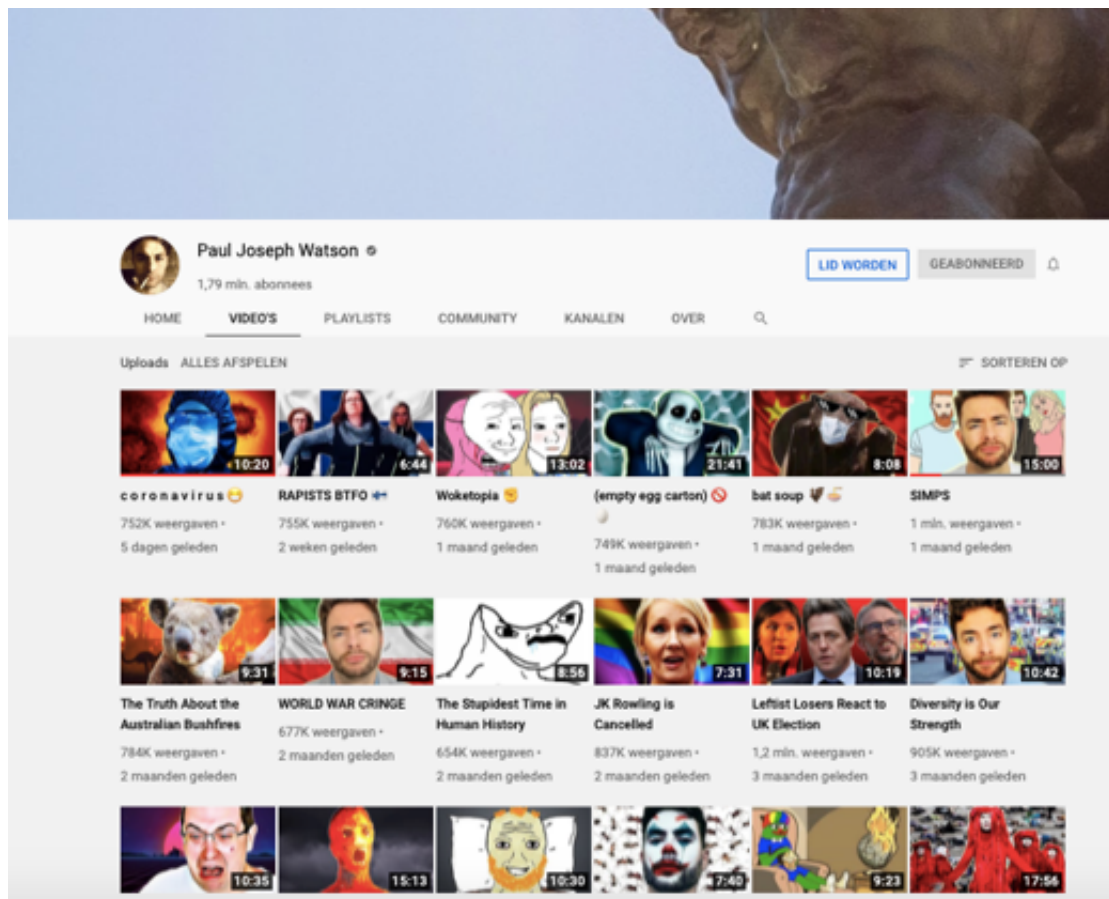 Paul Joseph Watson
1,79 mln. abonnees
LID WORDEN
GEABONNEERD
HOME VIDEO'S PLAYLISTS COMMUNITY KANALEN OVER
Uploads ALLES AFSPELEN
SORTEREN OP
10:20
coronavirus 😷
752K weergaven •
5 dagen geleden
6:44
RAPISTS BTFO 🇫🇮
755K weergaven •
2 weken geleden
13:02
Woketopia ✊
760K weergaven •
1 maand geleden
21:41
(empty egg carton) 🚫
🥚
749K weergaven •
1 maand geleden
8:08
bat soup 🦇🍜
783K weergaven •
1 maand geleden
15:00
SIMPS
1 mln. weergaven •
1 maand geleden
9:31
The Truth About the
Australian Bushfires
784K weergaven •
2 maanden geleden
9:15
WORLD WAR CRINGE
677K weergaven •
2 maanden geleden
8:56
The Stupidest Time in
Human History
654K weergaven •
2 maanden geleden
7:31
JK Rowling is
Cancelled
837K weergaven •
2 maanden geleden
10:19
Leftist Losers React to
UK Election
1,2 mln. weergaven •
3 maanden geleden
10:42
Diversity is Our
Strength
905K weergaven •
3 maanden geleden
10:35
15:13
10:30
7:40
9:23
17:56